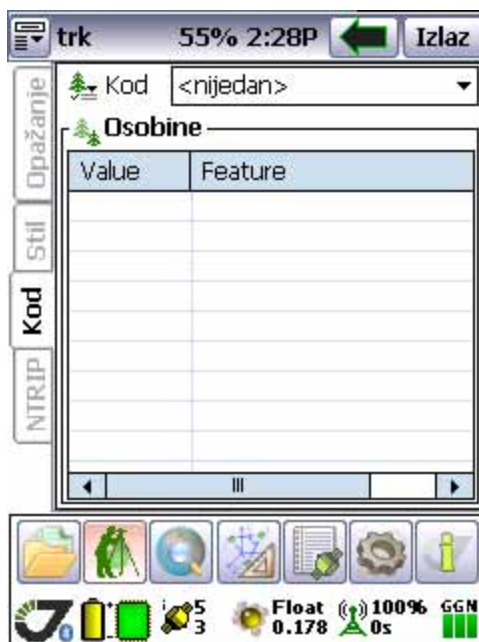 trk 55% 2:28P Izlaz
Kod <nijedan>
Osobine
Value Feature
Opažanje
Stil
Kod
NTRIP
5
3
Float
0.178
100%
0s
GGN